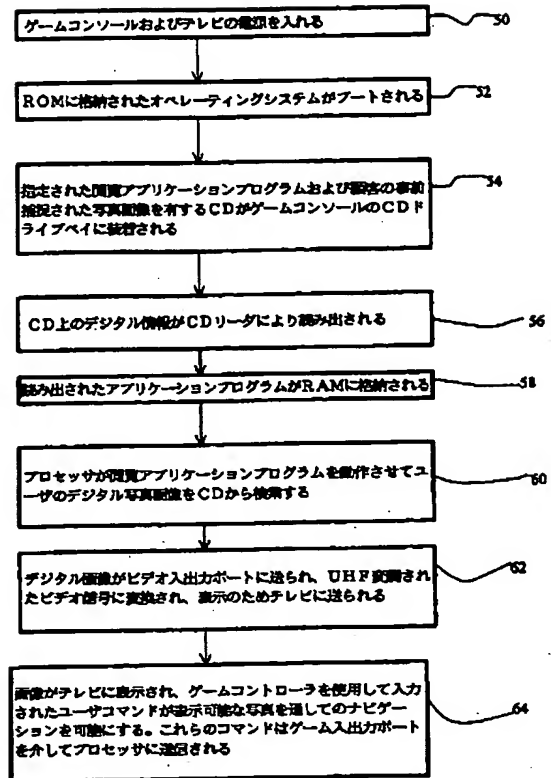 ゲームコンソールおよびテレビの電源を入れる
50
ROMに格納されたオペレーティングシステムがブートされる
52
指定された閲覧アプリケーションプログラムおよび顧客の事前
捕捉された写真画像を有するCDがゲームコンソールのCDド
ライブベイに装着される
54
CD上のデジタル情報がCDリーダにより読み出される
56
読み出されたアプリケーションプログラムがRAMに格納される
58
プロセッサが閲覧アプリケーションプログラムを動作させてユ
ーザのデジタル写真画像をCDから検索する
60
デジタル画像がビデオ入出力ポートに送られ、UHF変調され
たビデオ信号に変換され、表示のためテレビに送られる
62
画像がテレビに表示され、ゲームコントローラを使用して入力
されたユーザコマンドが表示可能な写真を通してのナビゲー
ションを可能にする。これらのコマンドはゲーム入出力ポート
を介してプロセッサに送信される
64